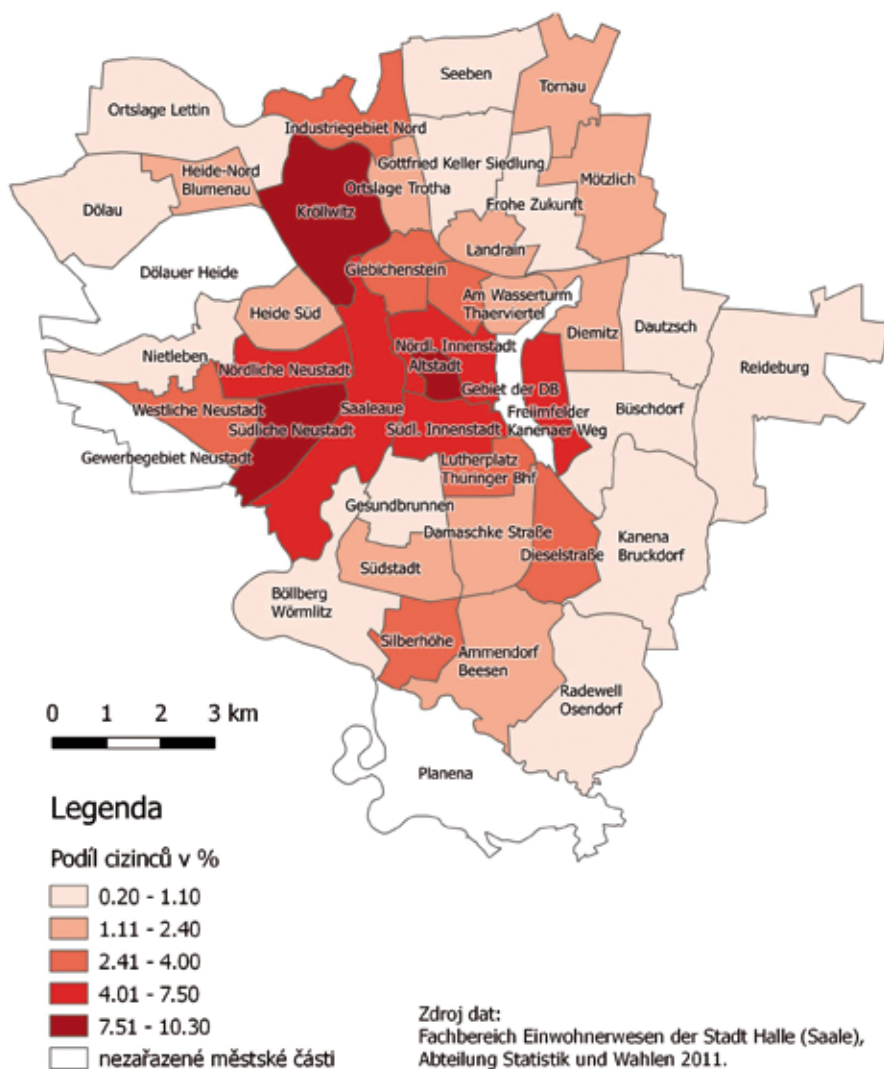 Seeben
Tornau
Ortslage Lettin
Industriegebiet Nord
Gottfried Keller Siedlung
Heide-Nord
Blumenau
Ortslage Trotha
Mötzlich
Frohe Zukunft
Dölau
Kröllwitz
Landrain
Giebichenstein
Dölauer Heide
Am Wasserturm
Thaerviertel
Heide Süd
Diemitz
Dautzsch
Nördl. Innenstadt
Nietleben
Nördliche Neustadt
Altstadt
Reideburg
Gebiet der DB
Westliche Neustadt
Saaleaue
Büschdorf
Freiimfelder
Kanenaer Weg
Südliche Neustadt
Südl. Innenstadt
Gewerbegebiet Neustadt
Lutherplatz
Thüringer Bhf
Gesundbrunnen
Damaschke Straße
Kanena
Bruckdorf
Dieselstraße
Südstadt
Böllberg
Wörmlitz
Silberhöhe
Ammendorf
Beesen
Radewell
Osendorf
0 1 2 3 km
Planena
Legenda
Podíl cizinců v %
0.20 - 1.10
1.11 - 2.40
2.41 - 4.00
4.01 - 7.50
7.51 - 10.30
nezařazené městské části
Zdroj dat:
Fachbereich Einwohnerwesen der Stadt Halle (Saale),
Abteilung Statistik und Wahlen 2011.